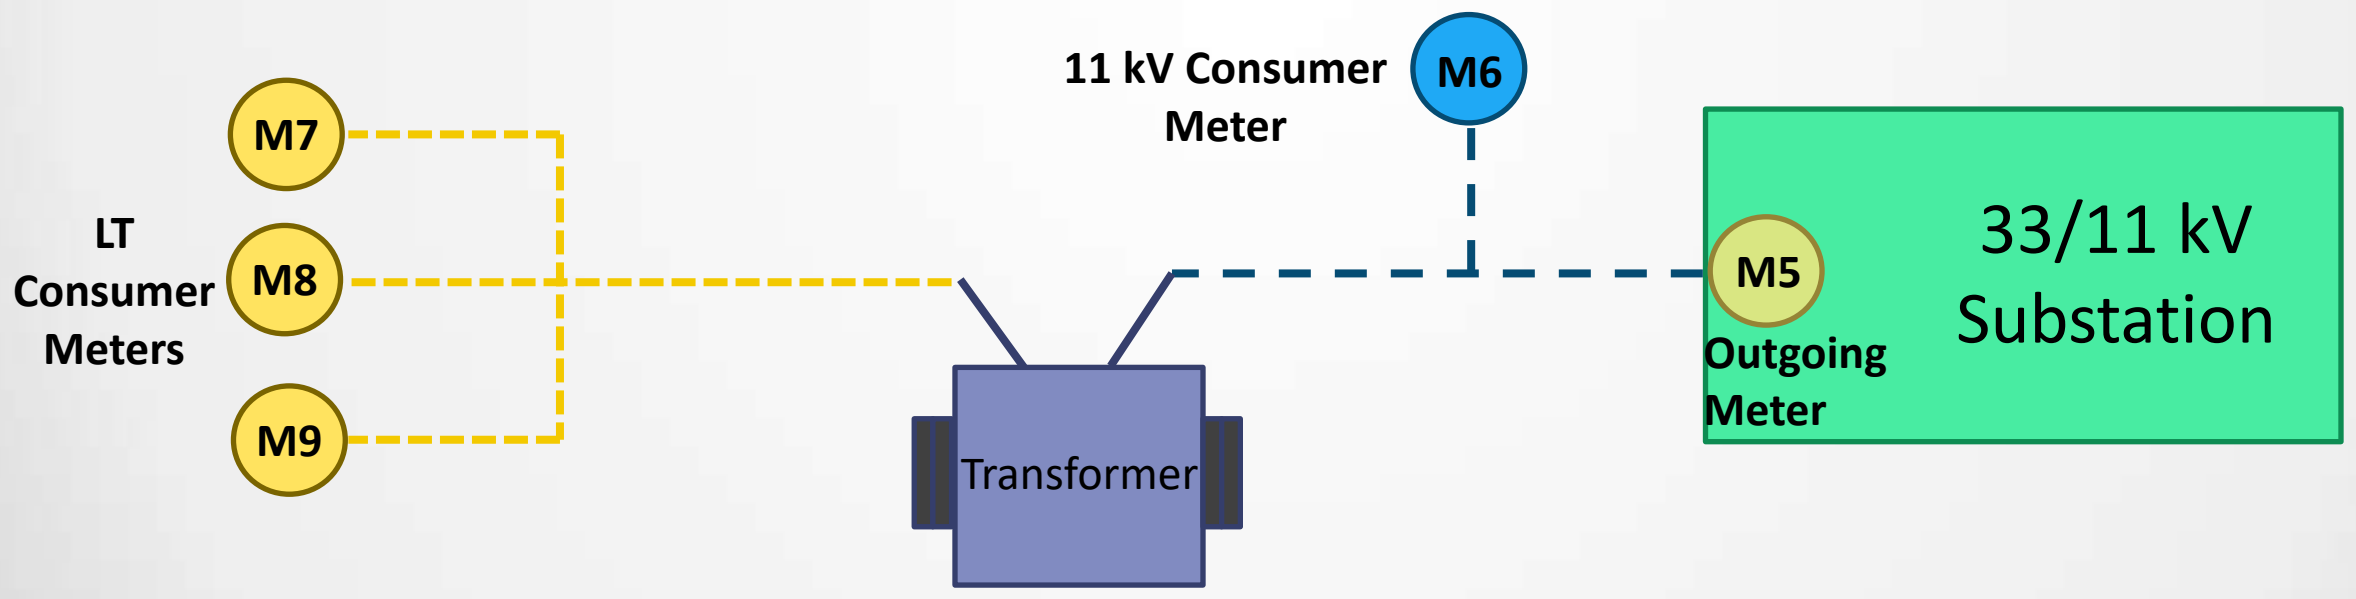 11 kV Consumer
Meter
M6
M7
M8
M9
LT
Consumer
Meters
Transformer
M5
Outgoing
Meter
33/11 kV
Substation